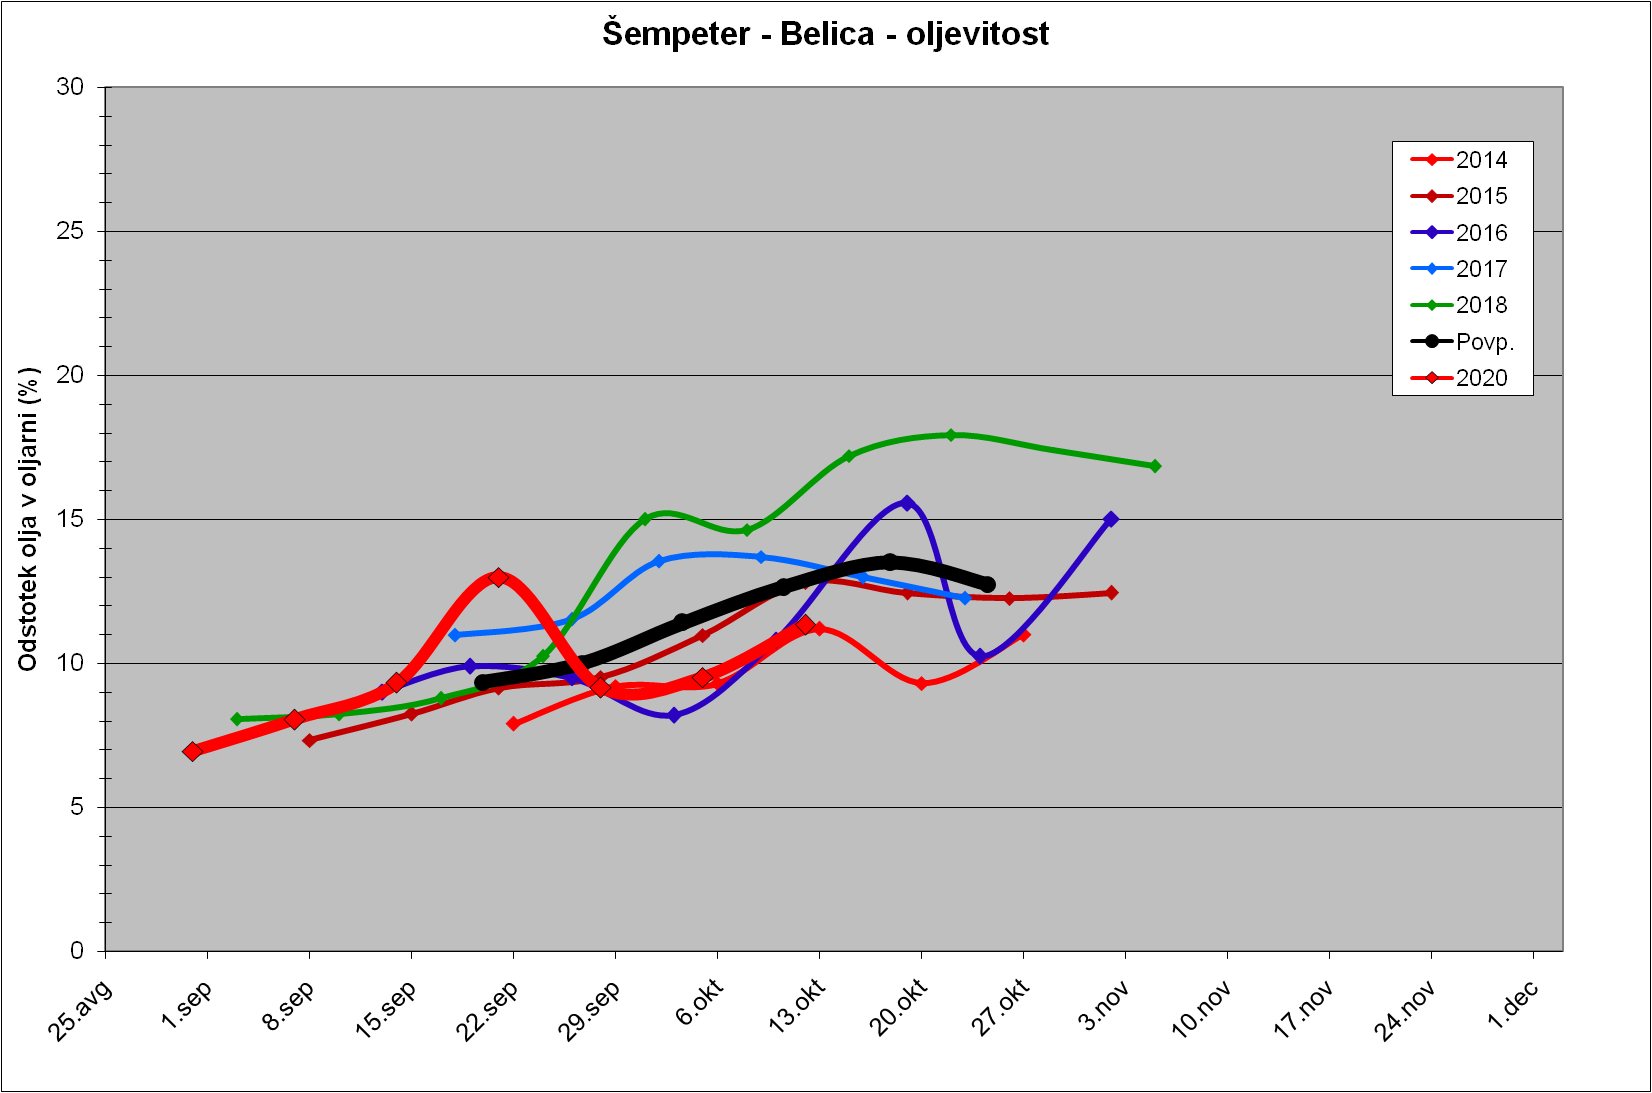 Šempeter - Belica - oljevitost
Odstotek olja v oljarni (%)
30
25
20
15
10
5
0
25.avg
1.sep
8.sep
15.sep
22.sep
29.sep
6.okt
13.okt
20.okt
27.okt
3.nov
10.nov
17.nov
24.nov
1.dec
2014
2015
2016
2017
2018
Povp.
2020